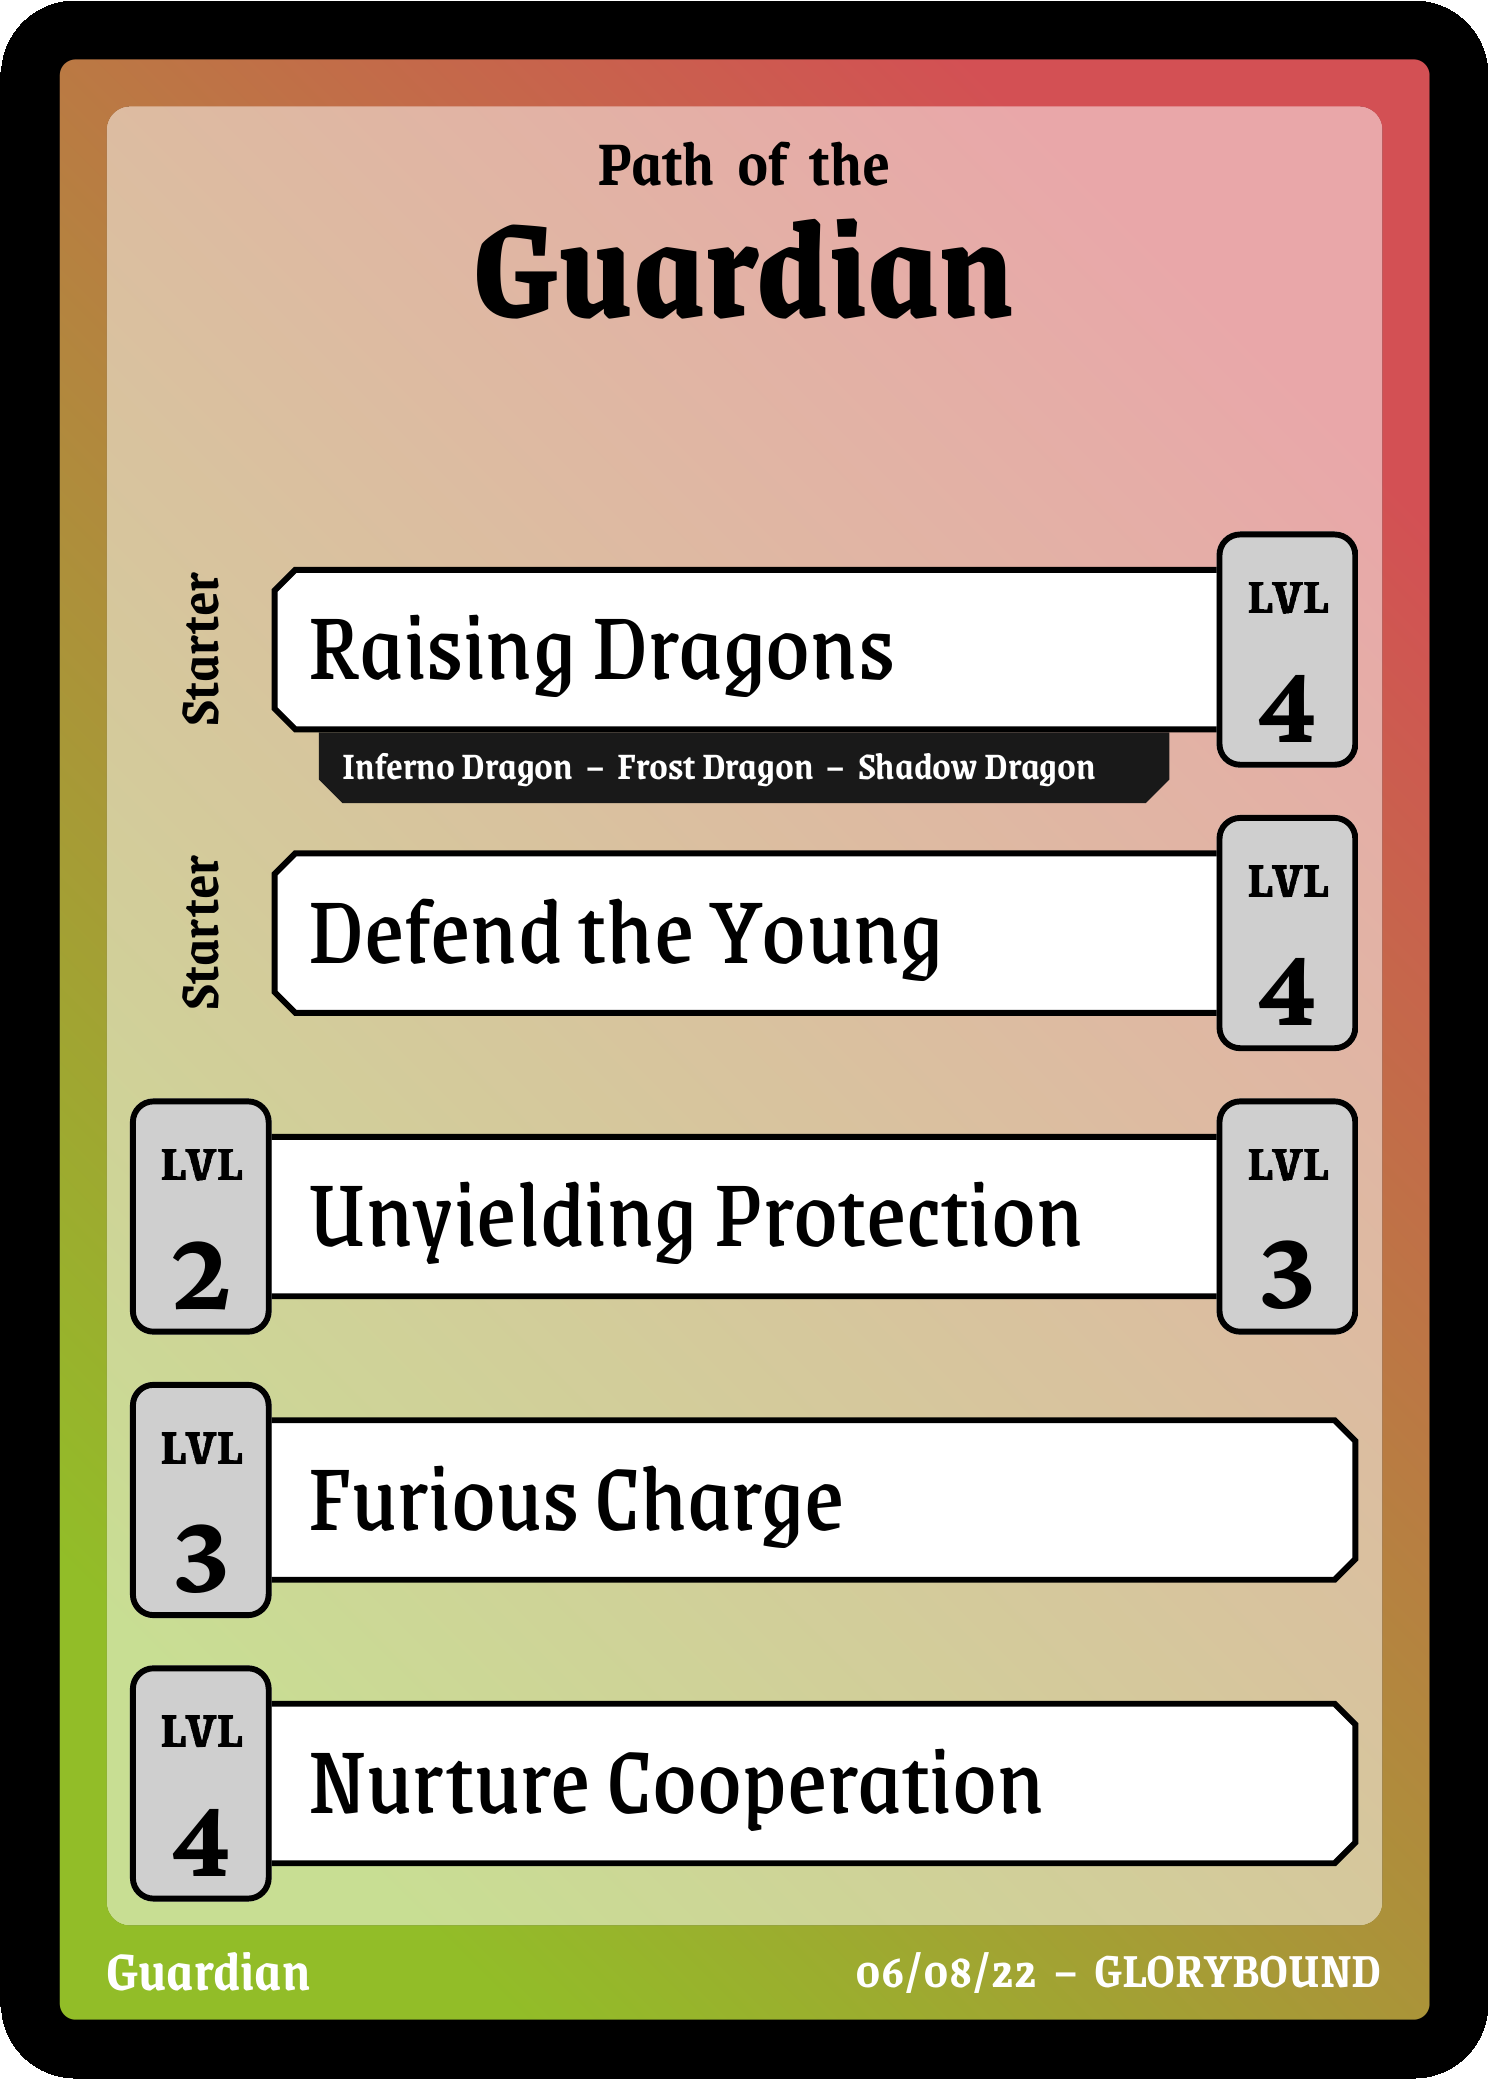 Path of the
Guardian
Starter
Raising Dragons
LVL
4
Inferno Dragon – Frost Dragon – Shadow Dragon
Starter
Defend the Young
LVL
4
LVL
2
Unyielding Protection
LVL
3
LVL
3
Furious Charge
LVL
4
Nurture Cooperation
Guardian
06/08/22 – GLORYBOUND